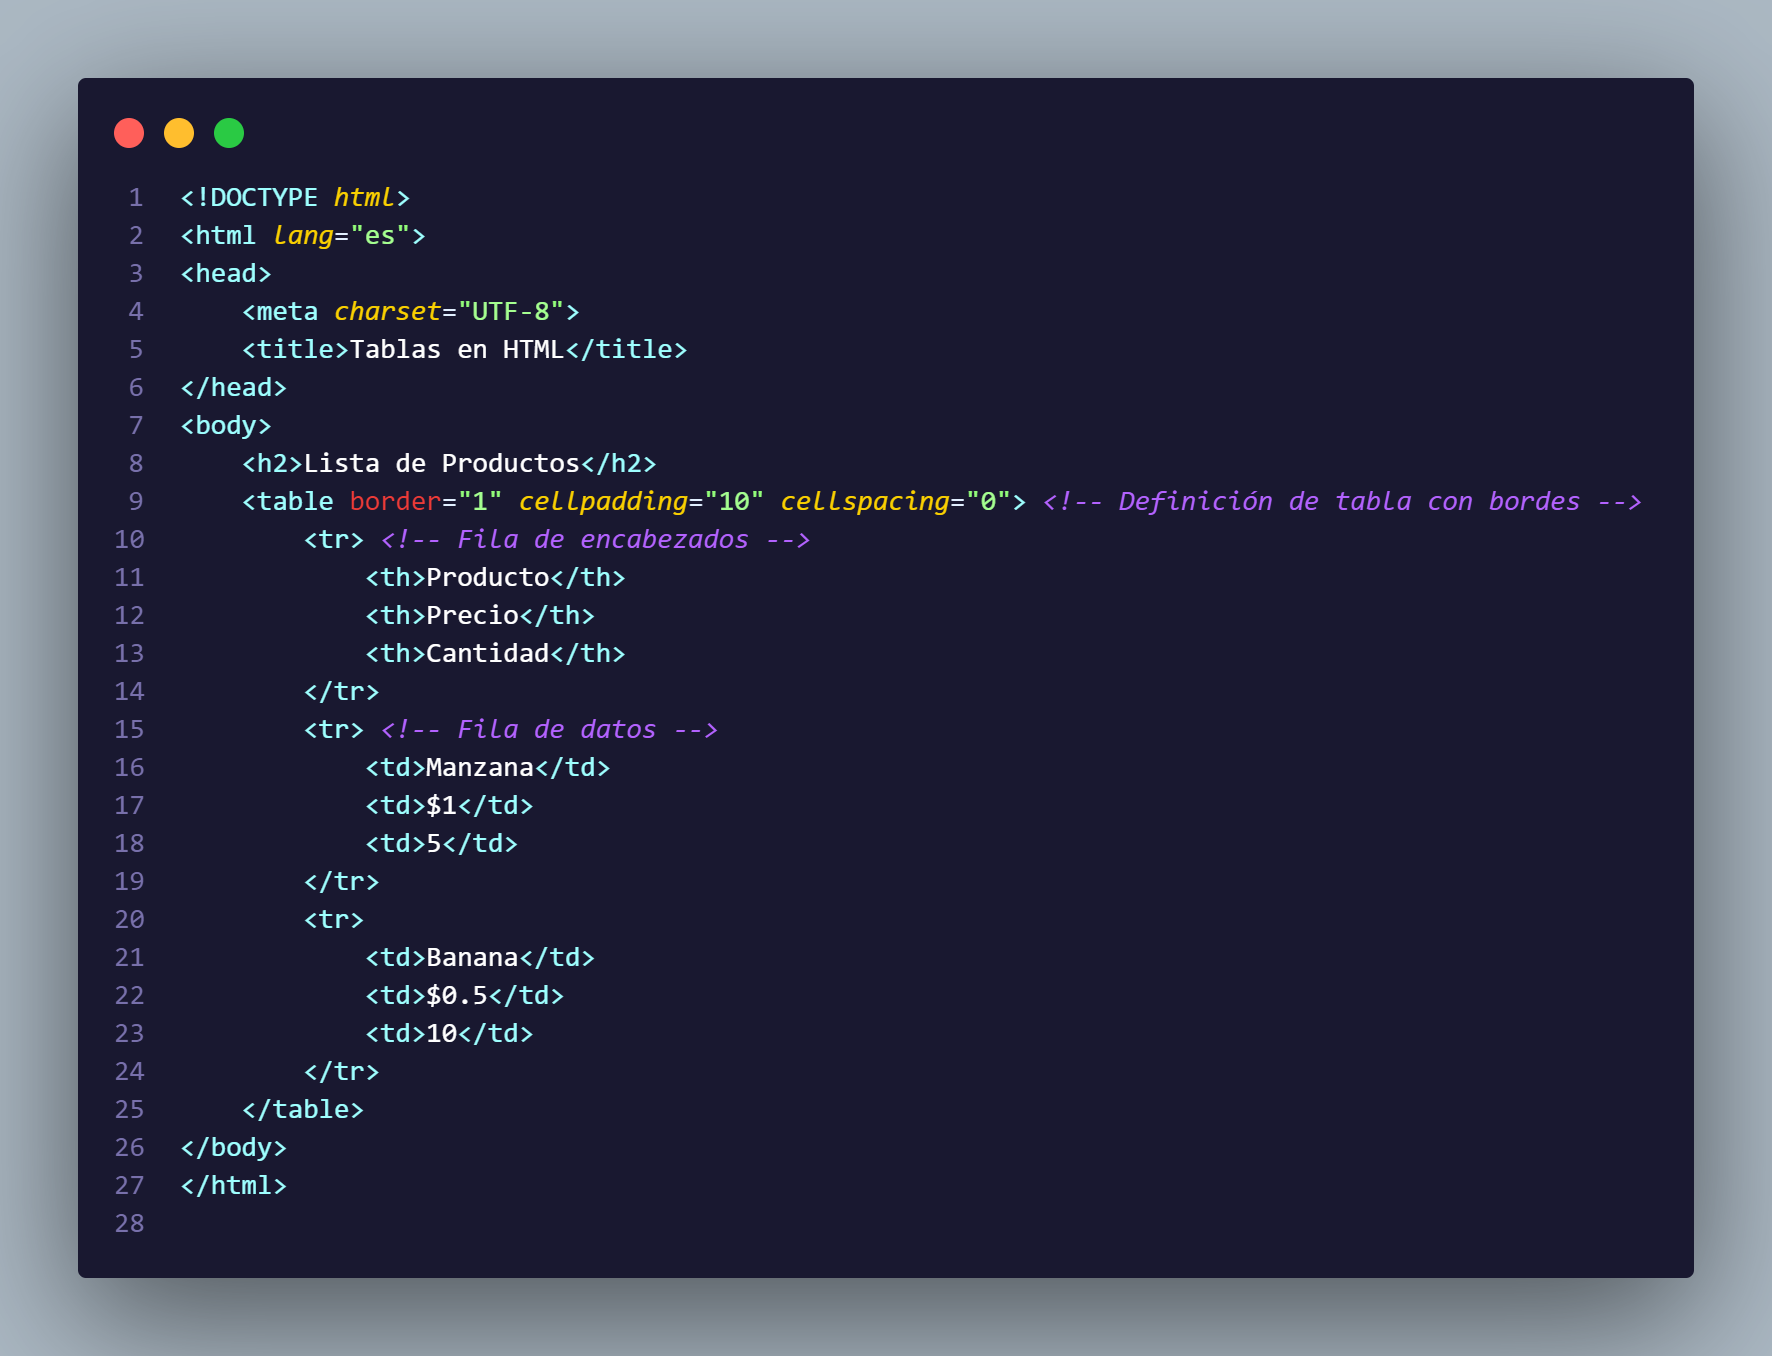 1 <!DOCTYPE html>
2 <html lang="es">
3 <head>
4     <meta charset="UTF-8">
5     <title>Tablas en HTML</title>
6 </head>
7 <body>
8     <h2>Lista de Productos</h2>
9     <table border="1" cellpadding="10" cellspacing="0"> <!-- Definición de tabla con bordes -->
10         <tr> <!-- Fila de encabezados -->
11             <th>Producto</th>
12             <th>Precio</th>
13             <th>Cantidad</th>
14         </tr>
15         <tr> <!-- Fila de datos -->
16             <td>Manzana</td>
17             <td>$1</td>
18             <td>5</td>
19         </tr>
20         <tr>
21             <td>Banana</td>
22             <td>$0.5</td>
23             <td>10</td>
24         </tr>
25     </table>
26 </body>
27 </html>
28